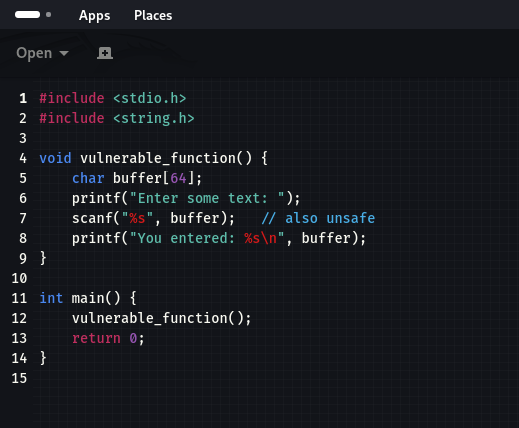 Apps Places
Open
1 #include <stdio.h>
2 #include <string.h>
3
4 void vulnerable_function() {
5     char buffer[64];
6     printf("Enter some text: ");
7     scanf("%s", buffer);   // also unsafe
8     printf("You entered: %s\n", buffer);
9 }
10
11 int main() {
12     vulnerable_function();
13     return 0;
14 }
15